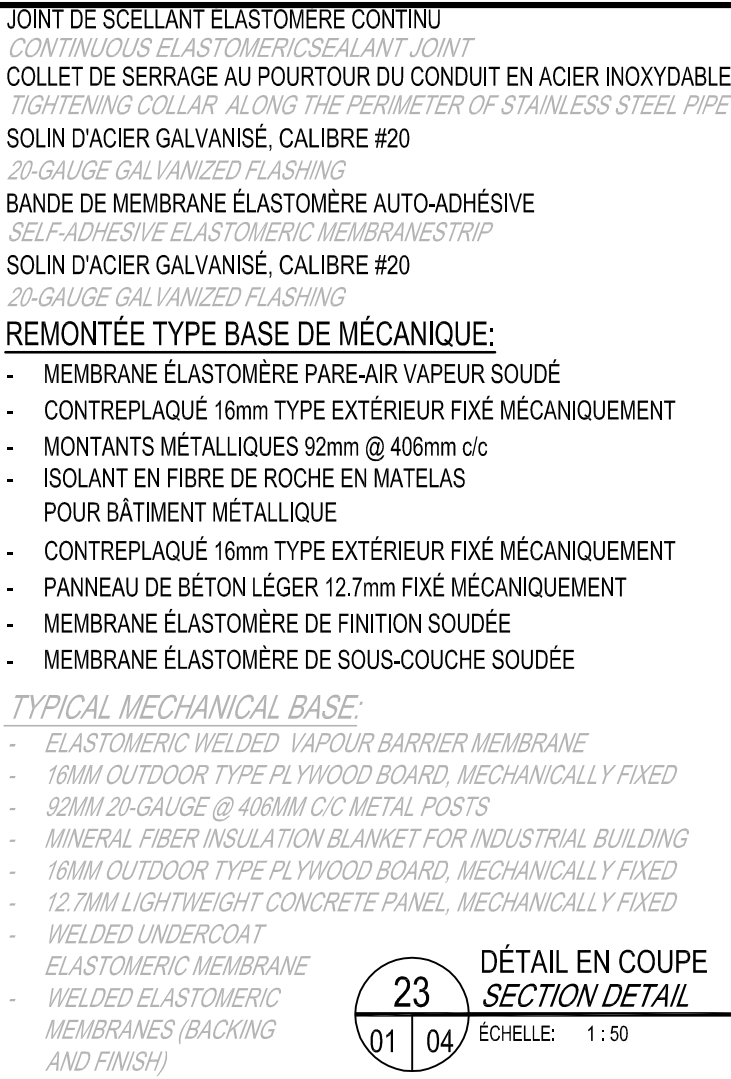 JOINT DE SCELLANT ÉLASTOMÈRE CONTINU
CONTINUOUS ELASTOMERICSEALANT JOINT
COLLET DE SERRAGE AU POURTOUR DU CONDUIT EN ACIER INOXYDABLE
TIGHTENING COLLAR ALONG THE PERIMETER OF STAINLESS STEEL PIPE
SOLIN D'ACIER GALVANISÉ, CALIBRE #20
20-GAUGE GALVANIZED FLASHING
BANDE DE MEMBRANE ÉLASTOMÈRE AUTO-ADHÉSIVE
SELF-ADHESIVE ELASTOMERIC MEMBRANESTRIP
SOLIN D'ACIER GALVANISÉ, CALIBRE #20
20-GAUGE GALVANIZED FLASHING
REMONTÉE TYPE BASE DE MÉCANIQUE:
- MEMBRANE ÉLASTOMÈRE PARE-AIR VAPEUR SOUDÉ
- CONTREPLAQUÉ 16mm TYPE EXTÉRIEUR FIXÉ MÉCANIQUEMENT
- MONTANTS MÉTALLIQUES 92mm @ 406mm c/c
- ISOLANT EN FIBRE DE ROCHE EN MATELAS
POUR BÂTIMENT MÉTALLIQUE
- CONTREPLAQUÉ 16mm TYPE EXTÉRIEUR FIXÉ MÉCANIQUEMENT
- PANNEAU DE BÉTON LÉGER 12.7mm FIXÉ MÉCANIQUEMENT
- MEMBRANE ÉLASTOMÈRE DE FINITION SOUDÉE
- MEMBRANE ÉLASTOMÈRE DE SOUS-COUCHE SOUDÉE
TYPICAL MECHANICAL BASE:
- ELASTOMERIC WELDED VAPOUR BARRIER MEMBRANE
- 16MM OUTDOOR TYPE PLYWOOD BOARD, MECHANICALLY FIXED
- 92MM 20-GAUGE @ 406MM C/C METAL POSTS
- MINERAL FIBER INSULATION BLANKET FOR INDUSTRIAL BUILDING
- 16MM OUTDOOR TYPE PLYWOOD BOARD, MECHANICALLY FIXED
- 12.7MM LIGHTWEIGHT CONCRETE PANEL, MECHANICALLY FIXED
- WELDED UNDERCOAT
ELASTOMERIC MEMBRANE
- WELDED ELASTOMERIC
MEMBRANES (BACKING
AND FINISH)
23
01 04
DÉTAIL EN COUPE
SECTION DETAIL
ÉCHELLE: 1 : 50